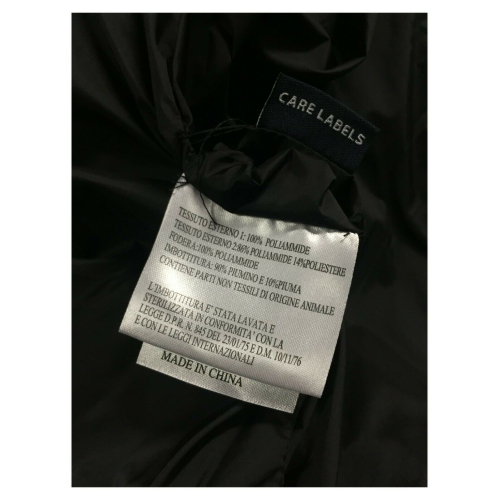 CARE LABELS
TESSUTO ESTERNO 1: 100% POLIAMMIDE
TESSUTO ESTERNO 2:86% POLIAMMIDE 14%POLIESTERE
FODERA: 100% POLIAMMIDE
IMBOTTITURA: 90% PIUMINO E 10%PIUMA
CONTIENE PARTI NON TESSILI DI ORIGINE ANIMALE
L'IMBOTTITURA E' STATA LAVATA E
STERILIZZATA IN CONFORMITA' CON LA
LEGGE D.P.R. N. 845 DEL 23/01/75 E D.M. 10/11/76
E CON LE LEGGI INTERNAZIONALI
MADE IN CHINA